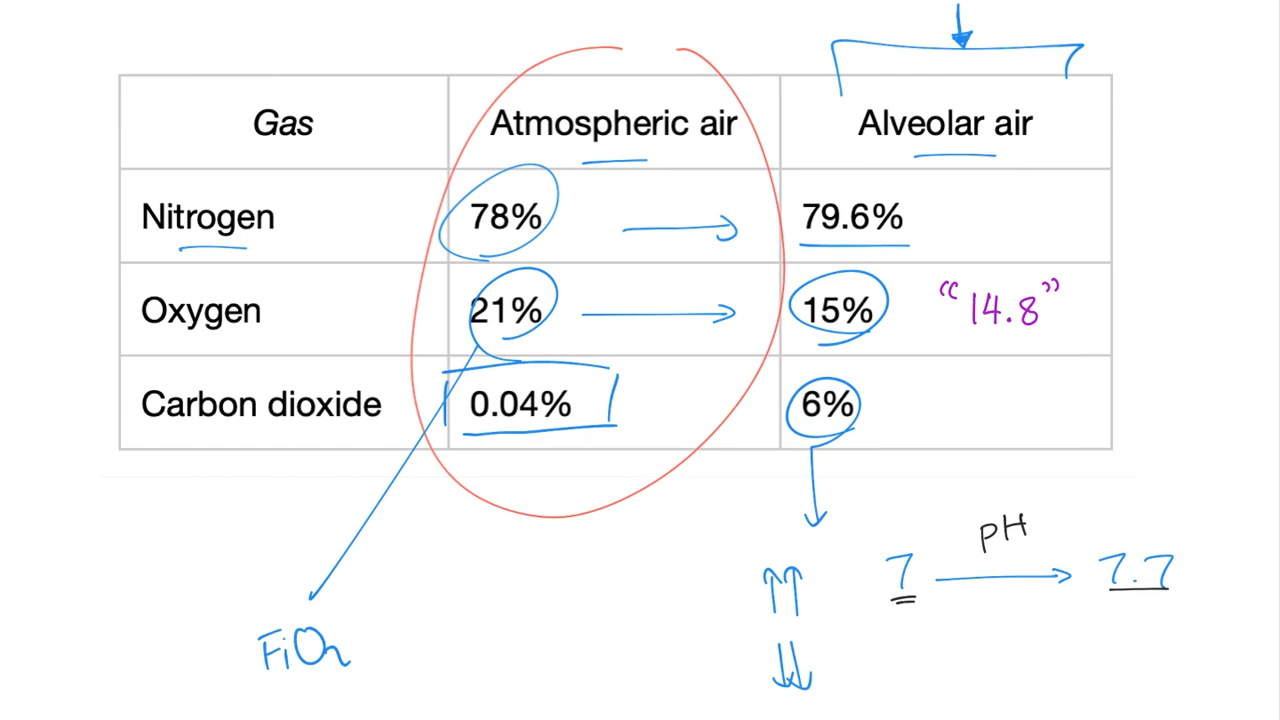 Gas Atmospheric air Alveolar air
Nitrogen 78% 79.6%
Oxygen 21% 15% “14.8”
Carbon dioxide 0.04% 6%
PH
7 7.7
FiO2